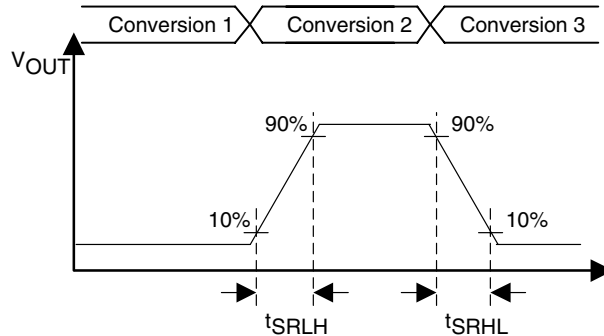 Conversion 1 Conversion 2 Conversion 3
VOUT
90% 90%
10% 10%
tSRLH tSRHL